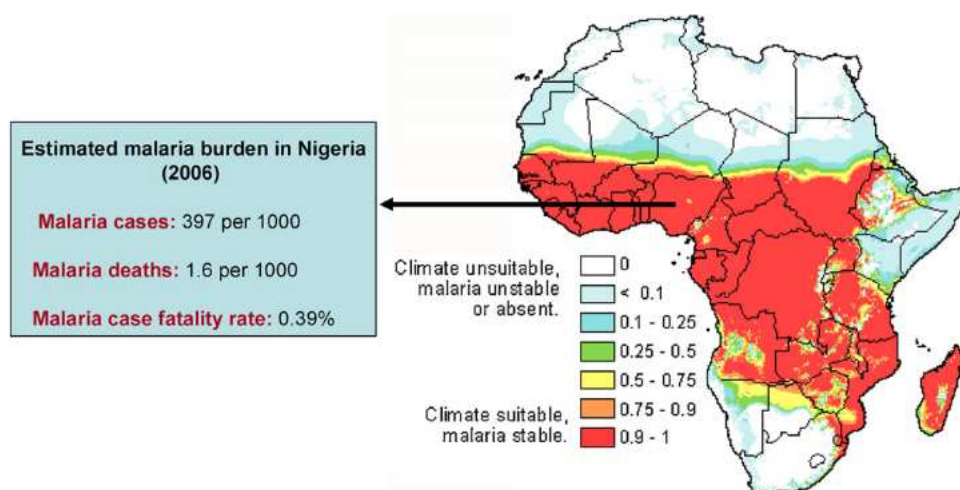 Estimated malaria burden in Nigeria
(2006)
Malaria cases: 397 per 1000
Malaria deaths: 1.6 per 1000
Malaria case fatality rate: 0.39%
Climate unsuitable,
malaria unstable
or absent.
0
< 0.1
0.1 - 0.25
0.25 - 0.5
0.5 - 0.75
0.75 - 0.9
0.9 - 1
Climate suitable,
malaria stable.